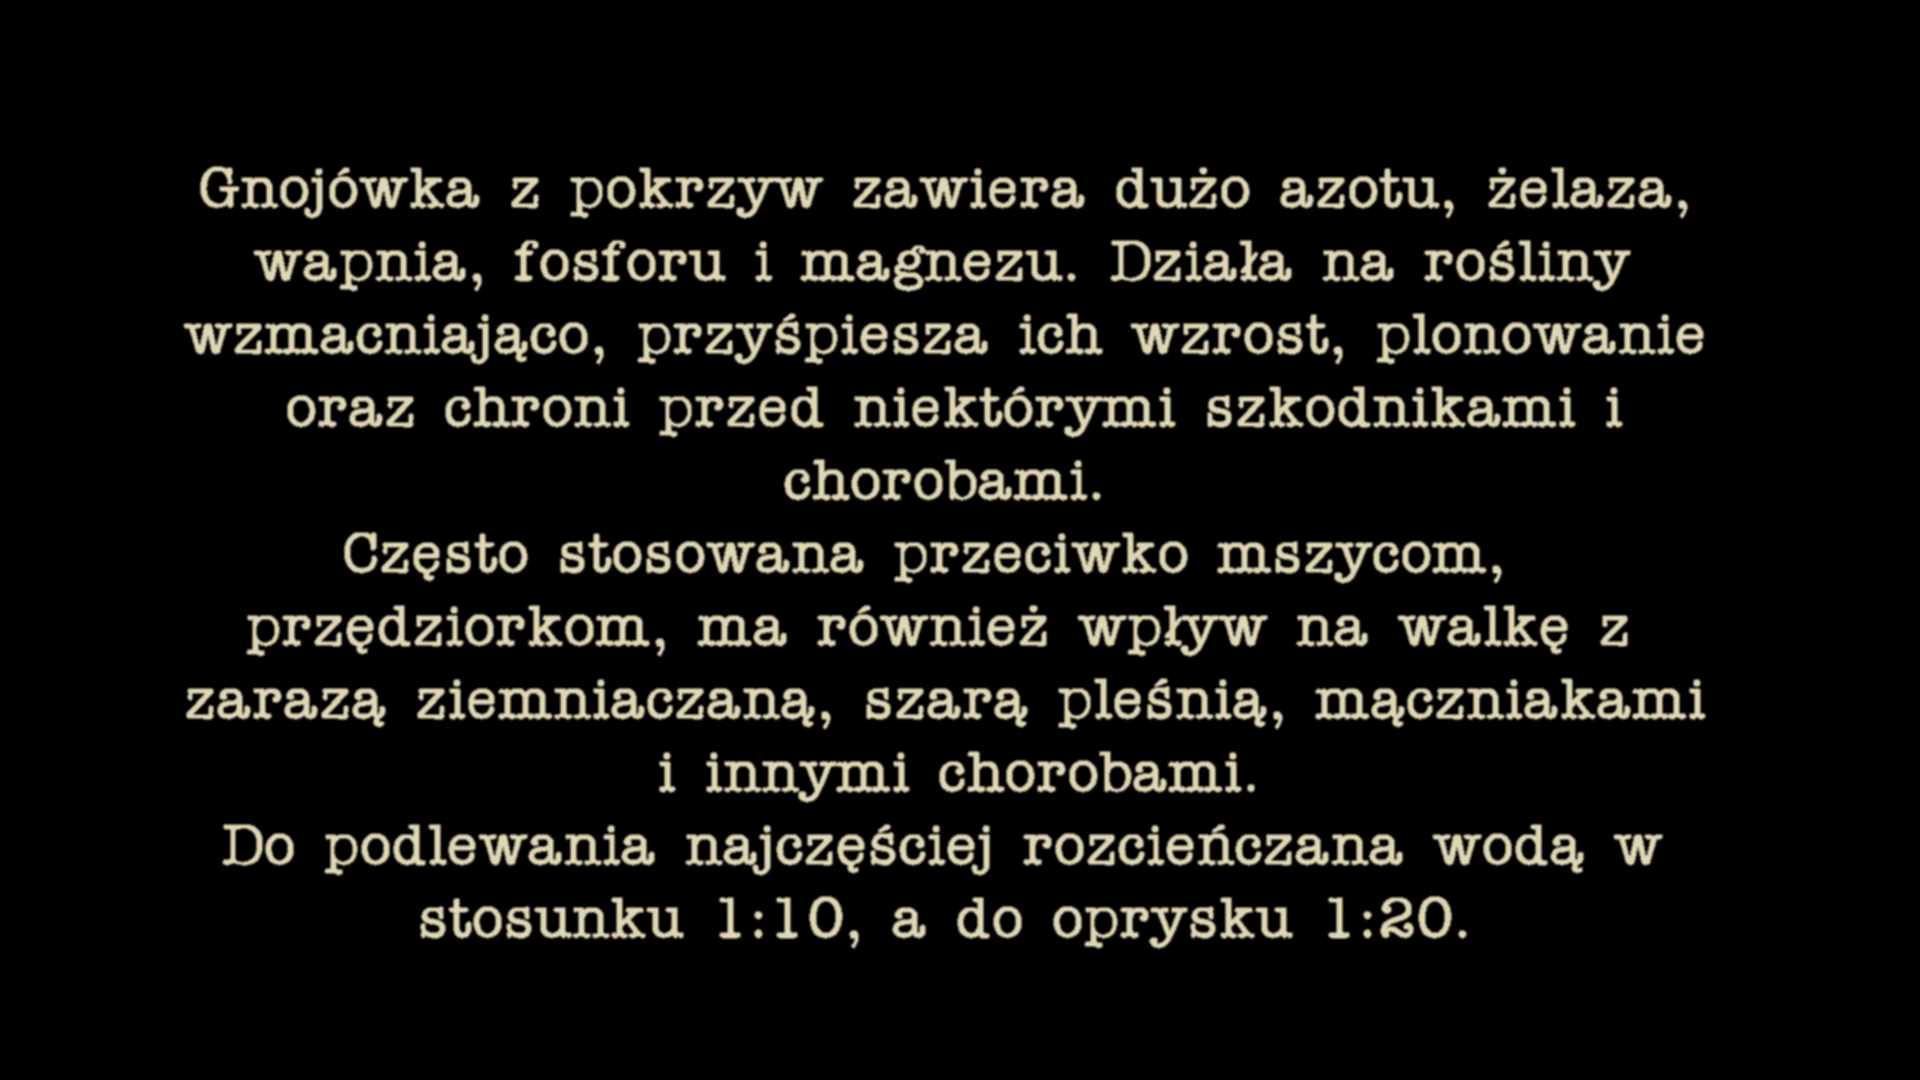 Gnojówka z pokrzyw zawiera dużo azotu, żelaza,
wapnia, fosforu i magnezu. Działa na rośliny
wzmacniająco, przyśpiesza ich wzrost, plonowanie
oraz chroni przed niektórymi szkodnikami i
chorobami.
Często stosowana przeciwko mszycom,
przędziorkom, ma również wpływ na walkę z
zarazą ziemniaczaną, szarą pleśnią, mączniakami
i innymi chorobami.
Do podlewania najczęściej rozcieńczana wodą w
stosunku 1:10, a do oprysku 1:20.